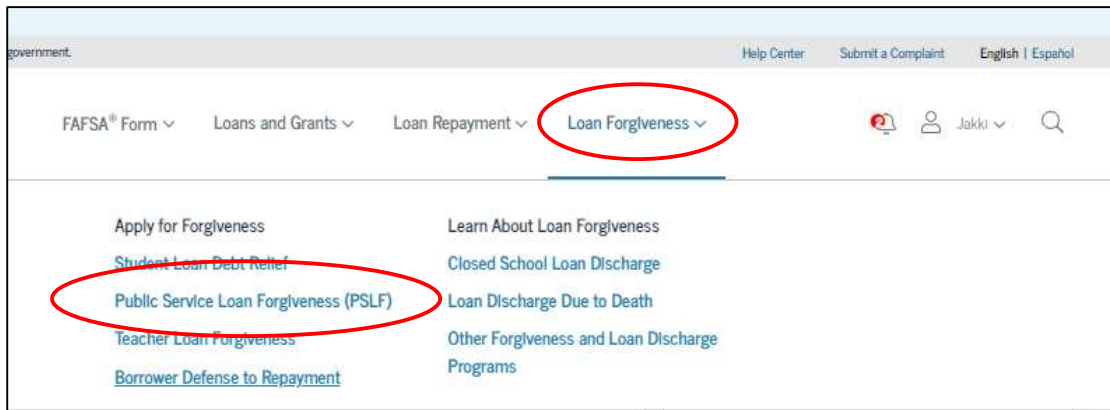 government.
Help Center Submit a Complaint English | Español
FAFSA® Form Loans and Grants Loan Repayment Loan Forgiveness 2 Jakki
Apply for Forgiveness
Student Loan Debt Relief
Public Service Loan Forgiveness (PSLF)
Teacher Loan Forgiveness
Borrower Defense to Repayment
Learn About Loan Forgiveness
Closed School Loan Discharge
Loan Discharge Due to Death
Other Forgiveness and Loan Discharge
Programs